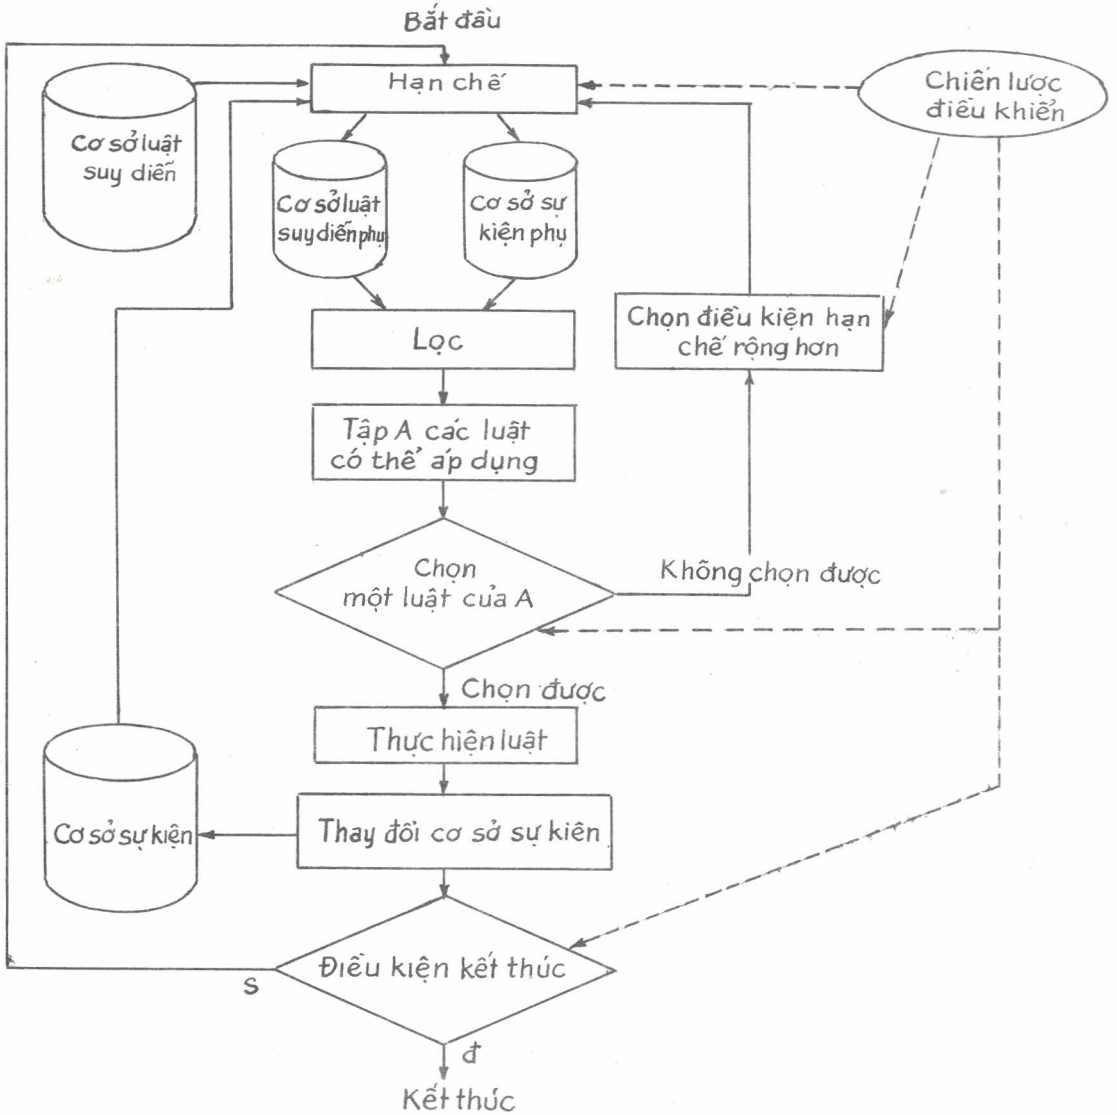 Bắt đầu
Hạn chế
Chiến lược
điều khiển
Cơ sở luật
suy diễn
Cơ sở luật
suy diễn phụ
Cơ sở sự
kiện phụ
Chọn điều kiện hạn
chế rộng hơn
Lọc
Tập A các luật
có thể áp dụng
Chọn
một luật của A
Không chọn được
Chọn được
Thực hiện luật
Cơ sở sự kiện
Thay đổi cơ sở sự kiên
Điều kiện kết thúc
S
đ
Kết thúc